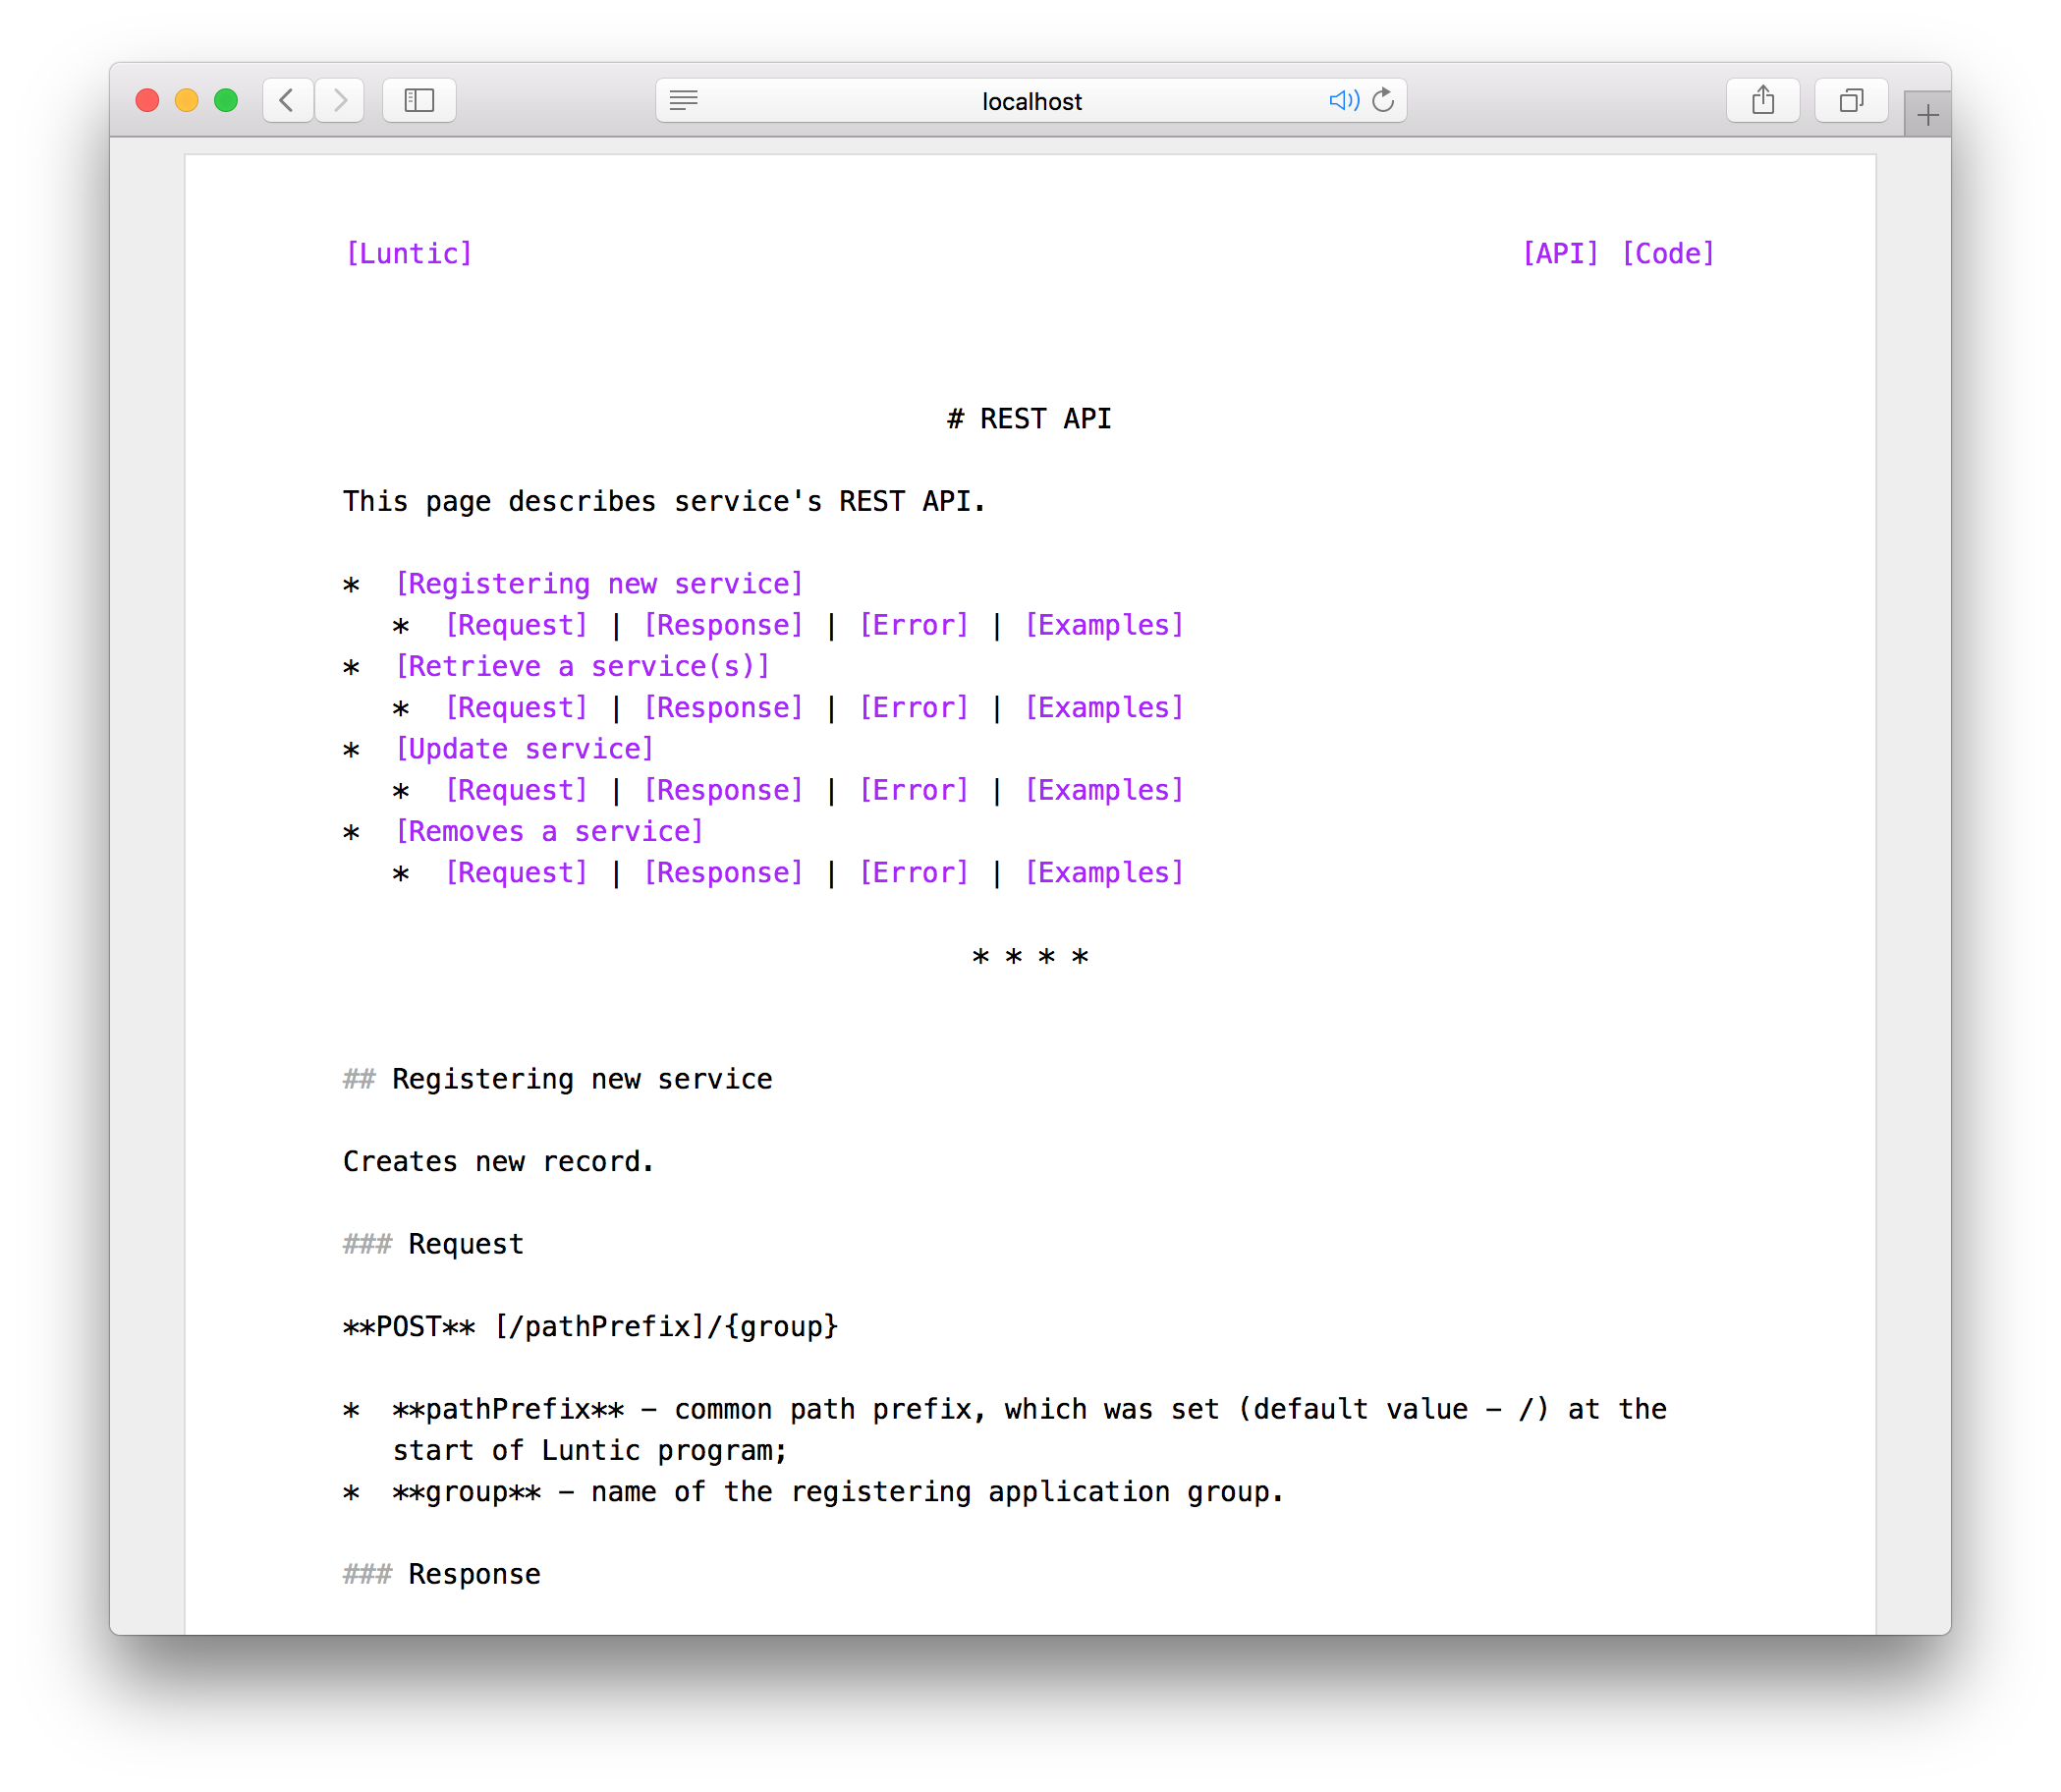 localhost
[Luntic] [API] [Code]
# REST API
This page describes service's REST API.
* [Registering new service]
* [Request] | [Response] | [Error] | [Examples]
* [Retrieve a service(s)]
* [Request] | [Response] | [Error] | [Examples]
* [Update service]
* [Request] | [Response] | [Error] | [Examples]
* [Removes a service]
* [Request] | [Response] | [Error] | [Examples]
* * * *
## Registering new service
Creates new record.
### Request
**POST** [/pathPrefix]/{group}
* **pathPrefix** – common path prefix, which was set (default value – /) at the
start of Luntic program;
* **group** – name of the registering application group.
### Response